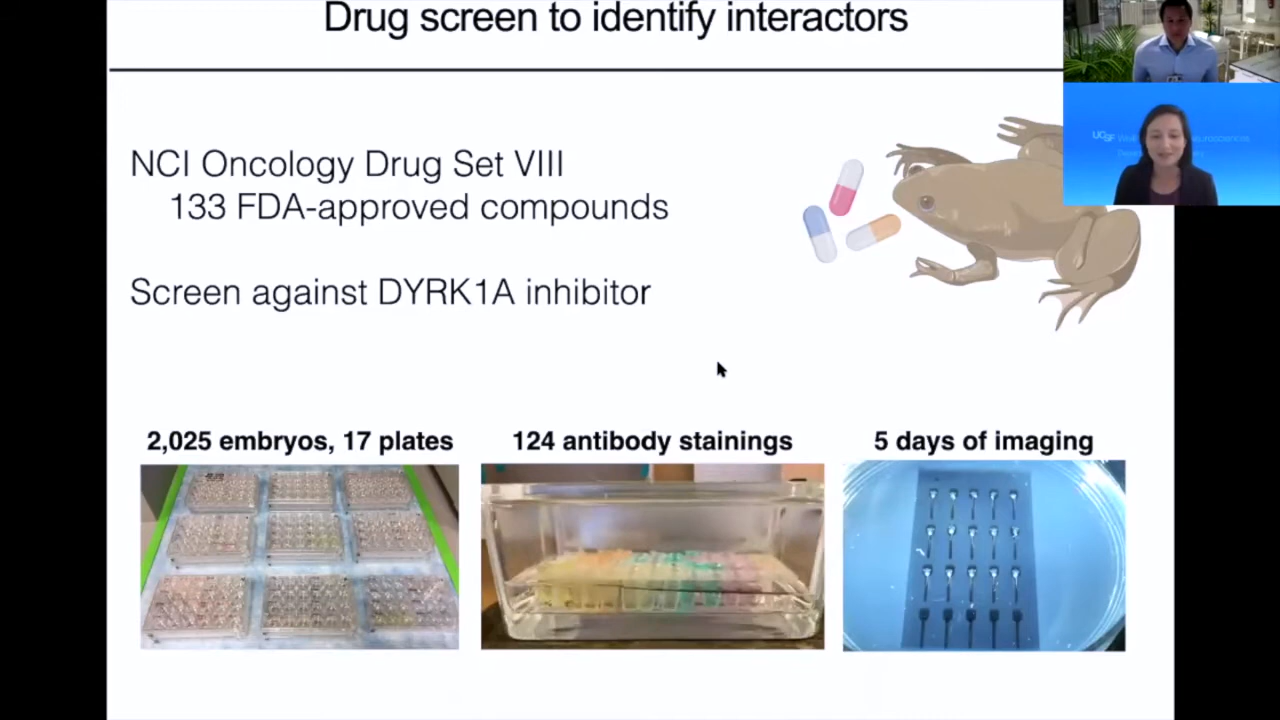 Drug screen to identify interactors
NCI Oncology Drug Set VIII
133 FDA-approved compounds
Screen against DYRK1A inhibitor
2,025 embryos, 17 plates
124 antibody stainings
5 days of imaging
UCSF